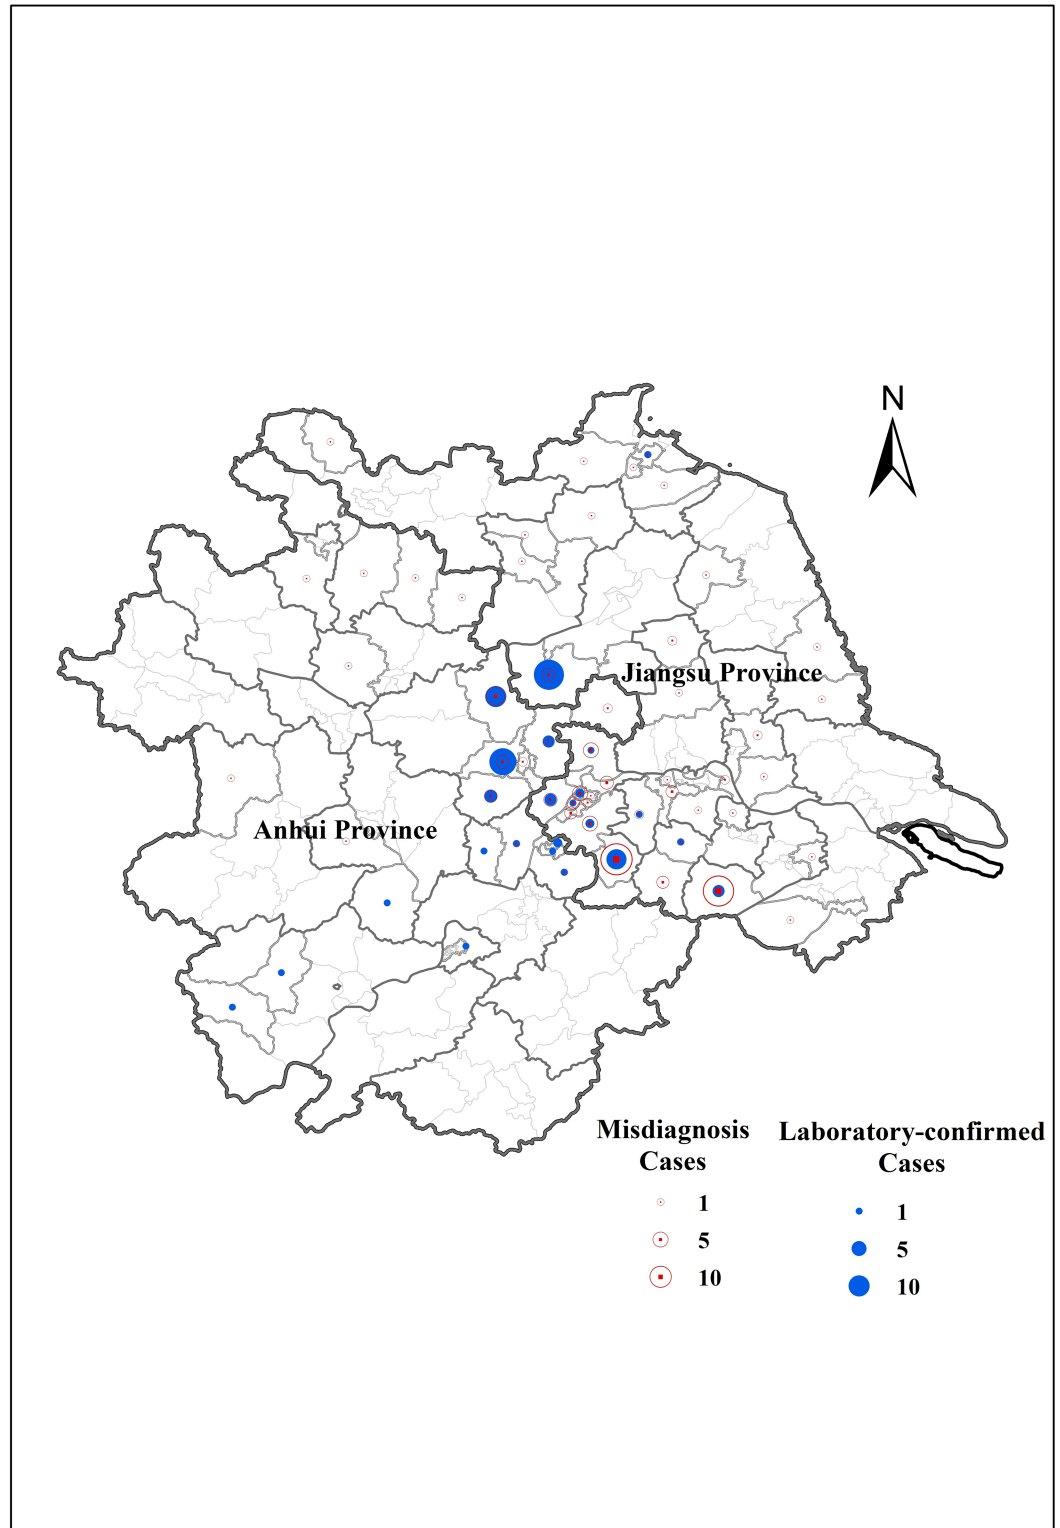 N
Jiangsu Province
Anhui Province
Misdiagnosis
Cases
1
5
10
Laboratory-confirmed
Cases
1
5
10